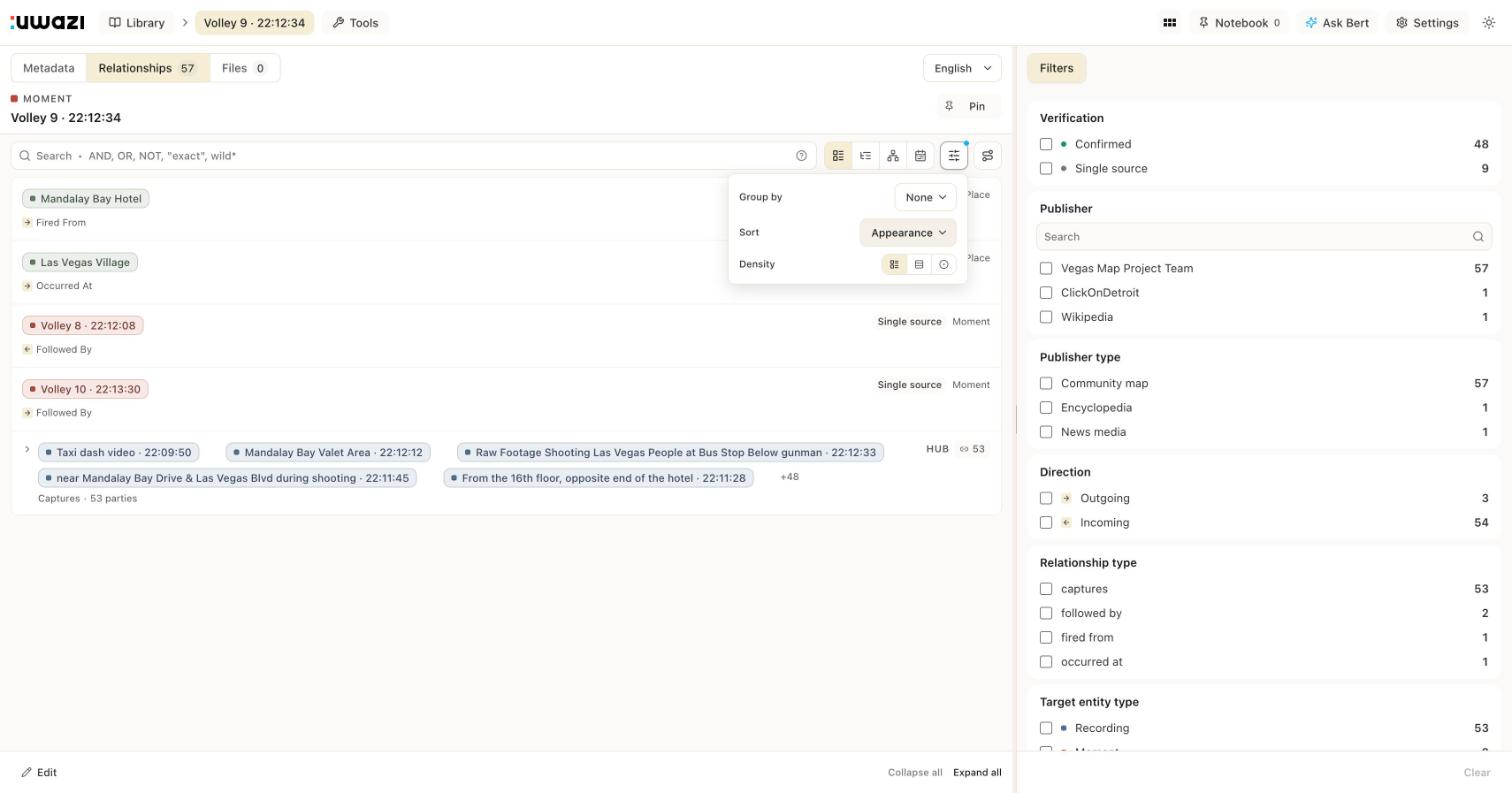 :uwazi
Library
Volley 9 · 22:12:34
Tools
Notebook 0
Ask Bert
Settings
Metadata
Relationships 57
Files 0
English
MOMENT
Volley 9 · 22:12:34
Pin
Search · AND, OR, NOT, "exact", wild*
Group by
None
Sort
Appearance
Density
Mandalay Bay Hotel
Place
Fired From
Las Vegas Village
Place
Occurred At
Volley 8 · 22:12:08
Single source Moment
Followed By
Volley 10 · 22:13:30
Single source Moment
Followed By
Taxi dash video · 22:09:50
Mandalay Bay Valet Area · 22:12:12
Raw Footage Shooting Las Vegas People at Bus Stop Below gunman · 22:12:33
HUB 53
near Mandalay Bay Drive & Las Vegas Blvd during shooting · 22:11:45
From the 16th floor, opposite end of the hotel · 22:11:28
+48
Captures · 53 parties
Edit
Collapse all
Expand all
Filters
Verification
Confirmed 48
Single source 9
Publisher
Search
Vegas Map Project Team 57
ClickOnDetroit 1
Wikipedia 1
Publisher type
Community map 57
Encyclopedia 1
News media 1
Direction
Outgoing 3
Incoming 54
Relationship type
captures 53
followed by 2
fired from 1
occurred at 1
Target entity type
Recording 53
Clear